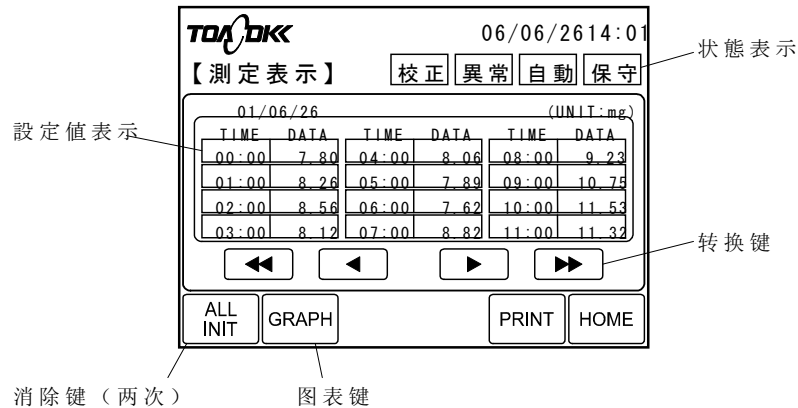 TOA DKK 06/06/2614:01
状態表示
【測定表示】 校正 異常 自動 保守
01/06/26 (UNIT:mg)
設定値表示
TIME DATA TIME DATA TIME DATA
00:00 7.80 04:00 8.06 08:00 9.23
01:00 8.26 05:00 7.89 09:00 10.75
02:00 8.56 06:00 7.62 10:00 11.53
03:00 8.12 07:00 8.82 11:00 11.32
转换键
ALL INIT GRAPH PRINT HOME
消除键（两次） 图表键